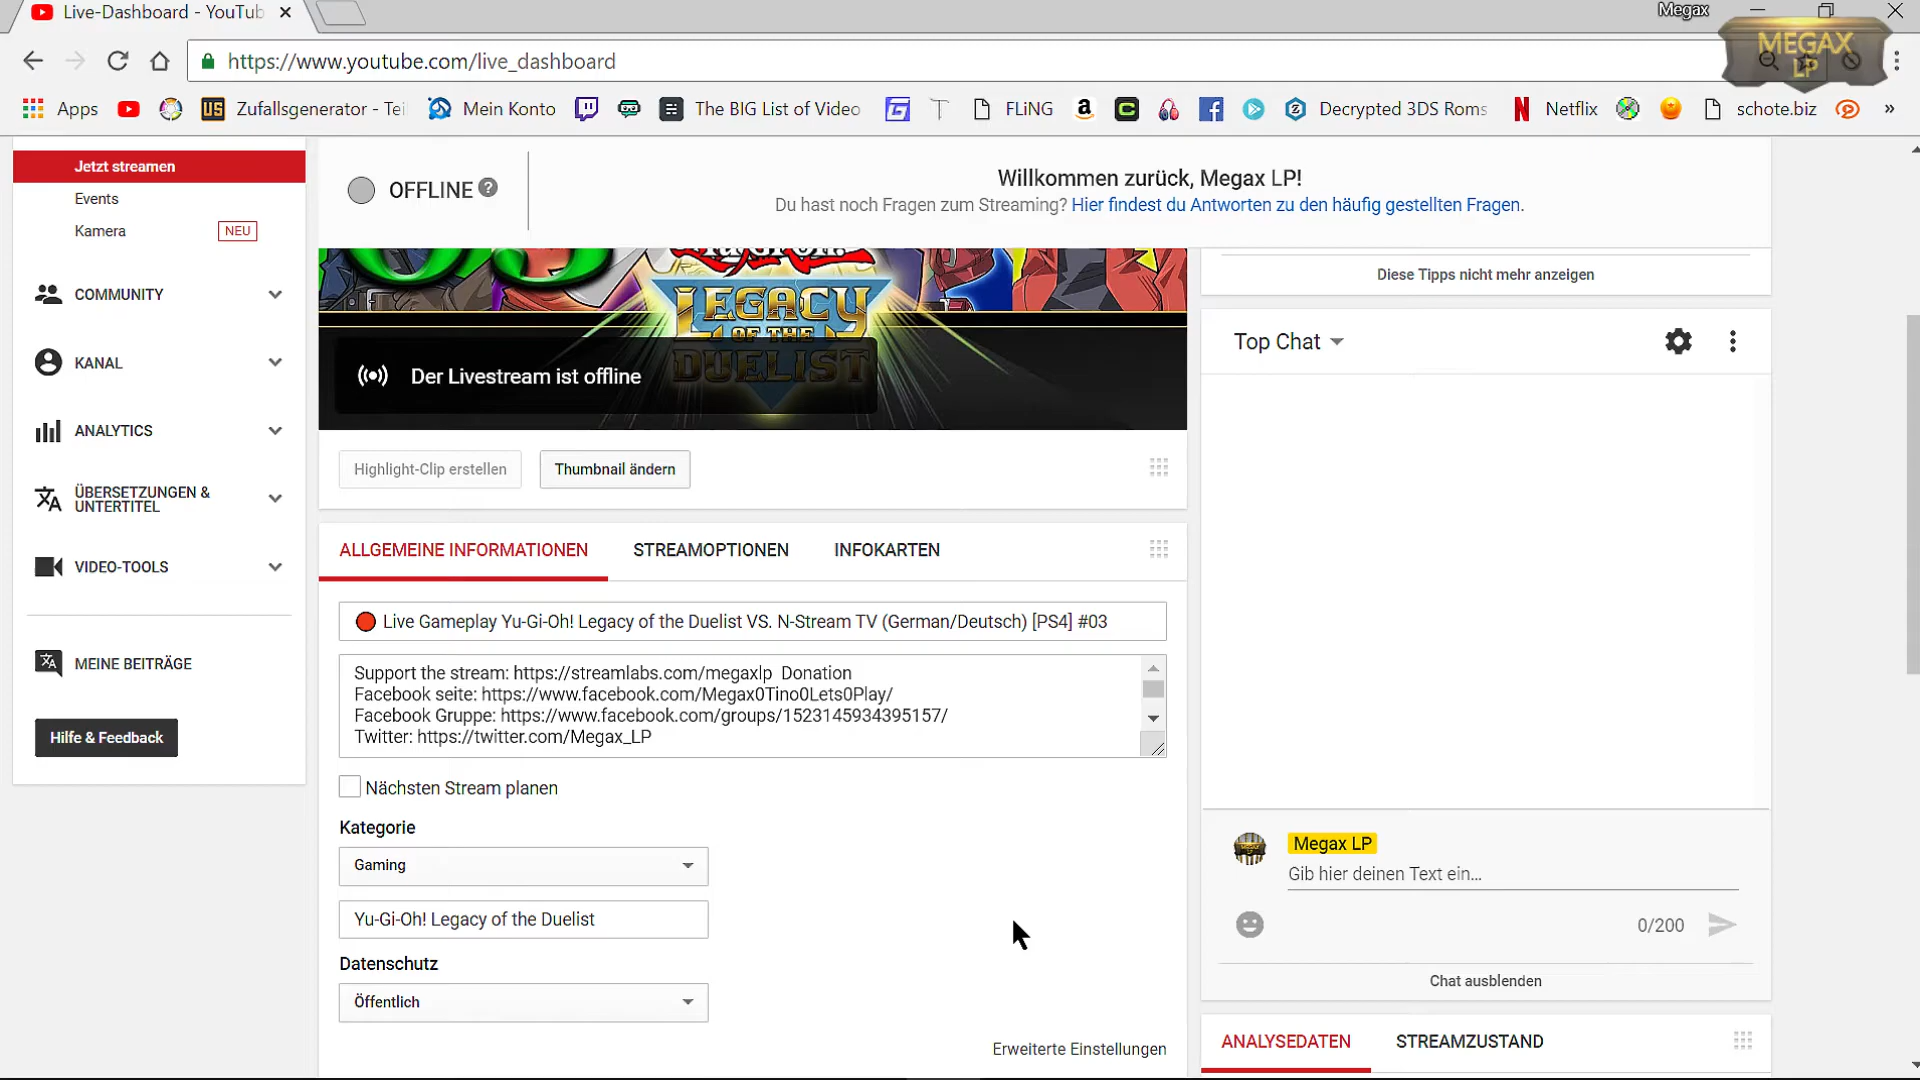 Live-Dashboard - YouTub
Megax
https://www.youtube.com/live_dashboard
MEGAX
LP
Apps
US
Zufallsgenerator - Teil
Mein Konto
The BIG List of Video
FLiNG
Decrypted 3DS Roms
Netflix
schote.biz
»
Jetzt streamen
Events
Kamera
NEU
COMMUNITY
KANAL
ANALYTICS
ÜBERSETZUNGEN &
UNTERTITEL
VIDEO-TOOLS
MEINE BEITRÄGE
Hilfe & Feedback
OFFLINE ?
Willkommen zurück, Megax LP!
Du hast noch Fragen zum Streaming? Hier findest du Antworten zu den häufig gestellten Fragen.
LEGACY
OF THE
DUELIST
Der Livestream ist offline
Highlight-Clip erstellen
Thumbnail ändern
ALLGEMEINE INFORMATIONEN
STREAMOPTIONEN
INFOKARTEN
Live Gameplay Yu-Gi-Oh! Legacy of the Duelist VS. N-Stream TV (German/Deutsch) [PS4] #03
Support the stream: https://streamlabs.com/megaxlp Donation
Facebook seite: https://www.facebook.com/Megax0Tino0Lets0Play/
Facebook Gruppe: https://www.facebook.com/groups/1523145934395157/
Twitter: https://twitter.com/Megax_LP
Nächsten Stream planen
Kategorie
Gaming
Yu-Gi-Oh! Legacy of the Duelist
Datenschutz
Öffentlich
Erweiterte Einstellungen
Diese Tipps nicht mehr anzeigen
Top Chat
Megax LP
Gib hier deinen Text ein...
0/200
Chat ausblenden
ANALYSEDATEN
STREAMZUSTAND